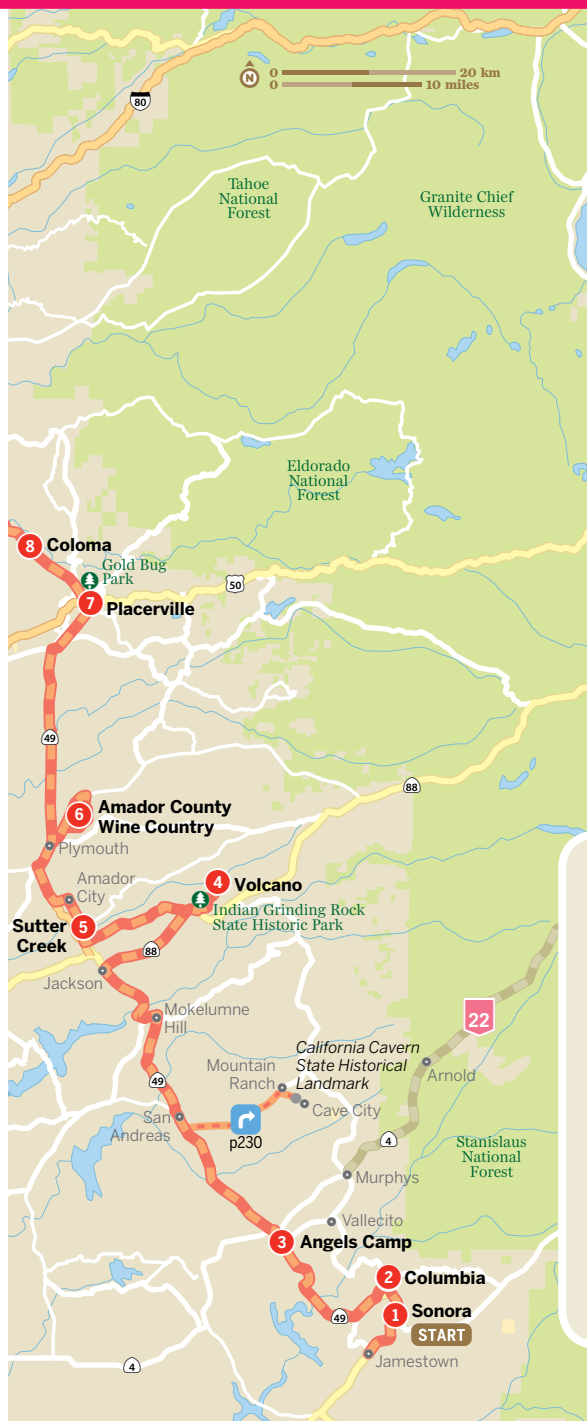 0 20 km
N
0 10 miles
80
Tahoe
National
Forest
Granite Chief
Wilderness
Eldorado
National
Forest
8 Coloma
Gold Bug
Park
50
7 Placerville
49
88
6 Amador County
Wine Country
Plymouth
Amador
City
4 Volcano
Indian Grinding Rock
State Historic Park
Sutter
Creek
5
88
Jackson
Mokelumne
Hill
22
California Cavern
State Historical
Landmark
Mountain
Ranch
Arnold
49
Cave City
San
Andreas
p230
4
Stanislaus
National
Forest
Murphys
Vallecito
3 Angels Camp
2 Columbia
1 Sonora
START
49
Jamestown
4